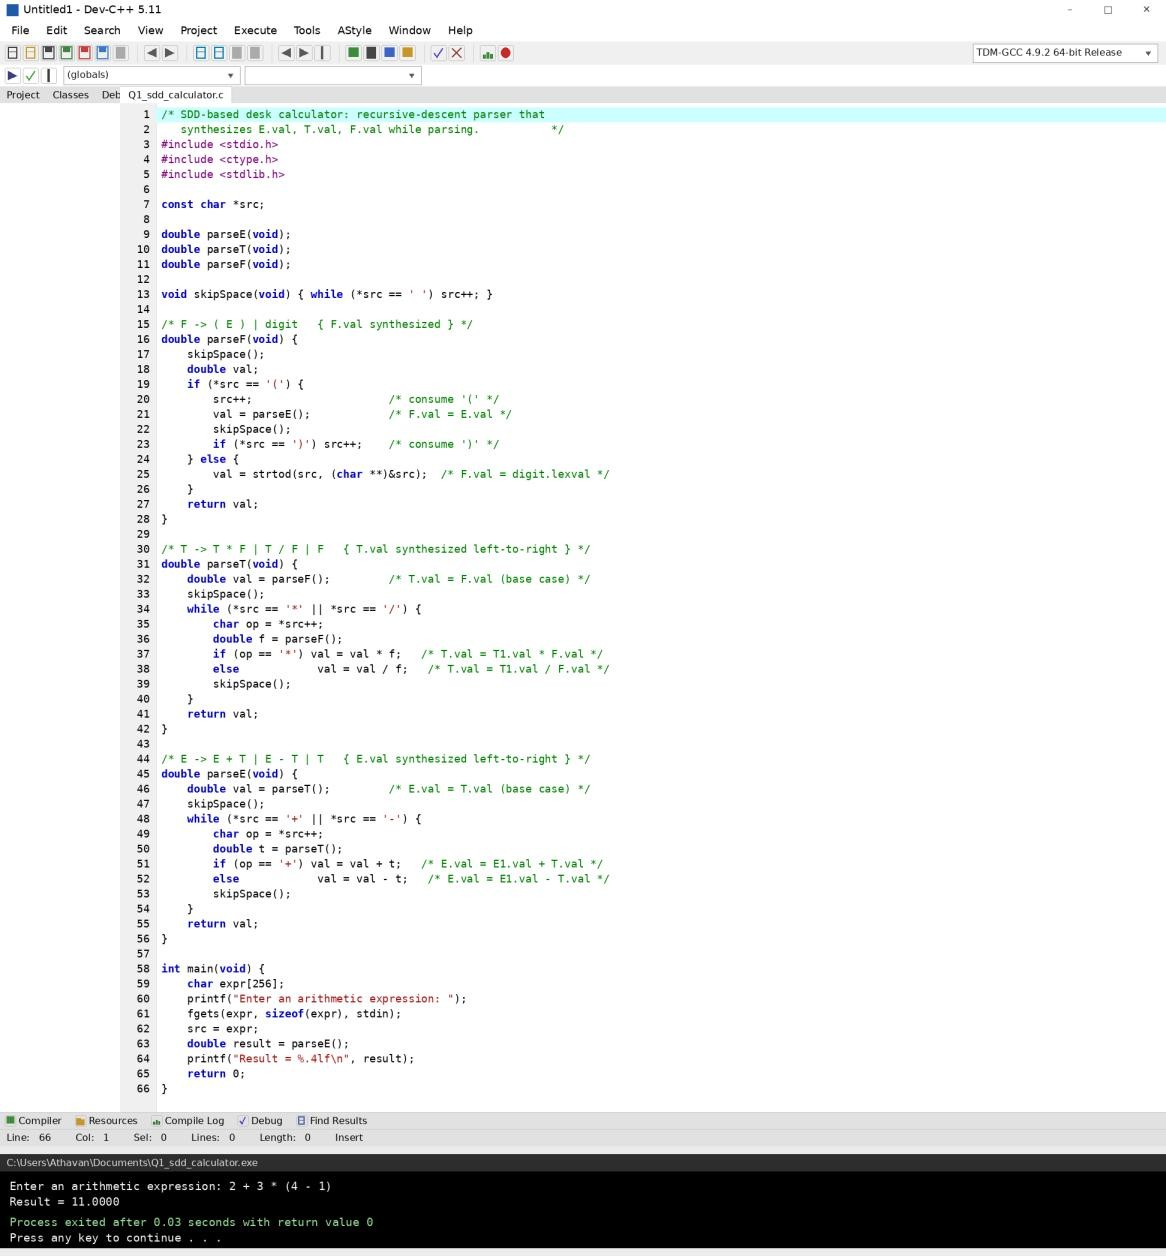 Untitled1 - Dev-C++ 5.11
File Edit Search View Project Execute Tools AStyle Window Help
TDM-GCC 4.9.2 64-bit Release
(globals)
Project Classes Deb Q1_sdd_calculator.c
1 /* SDD-based desk calculator: recursive-descent parser that
2    synthesizes E.val, T.val, F.val while parsing.           */
3 #include <stdio.h>
4 #include <ctype.h>
5 #include <stdlib.h>
6
7 const char *src;
8
9 double parseE(void);
10 double parseT(void);
11 double parseF(void);
12
13 void skipSpace(void) { while (*src == ' ') src++; }
14
15 /* F -> ( E ) | digit   { F.val synthesized } */
16 double parseF(void) {
17     skipSpace();
18     double val;
19     if (*src == '(') {
20         src++;                     /* consume '(' */
21         val = parseE();            /* F.val = E.val */
22         skipSpace();
23         if (*src == ')') src++;    /* consume ')' */
24     } else {
25         val = strtod(src, (char **)&src);  /* F.val = digit.lexval */
26     }
27     return val;
28 }
29
30 /* T -> T * F | T / F | F   { T.val synthesized left-to-right } */
31 double parseT(void) {
32     double val = parseF();         /* T.val = F.val (base case) */
33     skipSpace();
34     while (*src == '*' || *src == '/') {
35         char op = *src++;
36         double f = parseF();
37         if (op == '*') val = val * f;   /* T.val = T1.val * F.val */
38         else            val = val / f;   /* T.val = T1.val / F.val */
39         skipSpace();
40     }
41     return val;
42 }
43
44 /* E -> E + T | E - T | T   { E.val synthesized left-to-right } */
45 double parseE(void) {
46     double val = parseT();         /* E.val = T.val (base case) */
47     skipSpace();
48     while (*src == '+' || *src == '-') {
49         char op = *src++;
50         double t = parseT();
51         if (op == '+') val = val + t;   /* E.val = E1.val + T.val */
52         else            val = val - t;   /* E.val = E1.val - T.val */
53         skipSpace();
54     }
55     return val;
56 }
57
58 int main(void) {
59     char expr[256];
60     printf("Enter an arithmetic expression: ");
61     fgets(expr, sizeof(expr), stdin);
62     src = expr;
63     double result = parseE();
64     printf("Result = %.4lf\n", result);
65     return 0;
66 }
Compiler Resources Compile Log Debug Find Results
Line: 66 Col: 1 Sel: 0 Lines: 0 Length: 0 Insert
C:\Users\Athavan\Documents\Q1_sdd_calculator.exe
Enter an arithmetic expression: 2 + 3 * (4 - 1)
Result = 11.0000
Process exited after 0.03 seconds with return value 0
Press any key to continue . . .